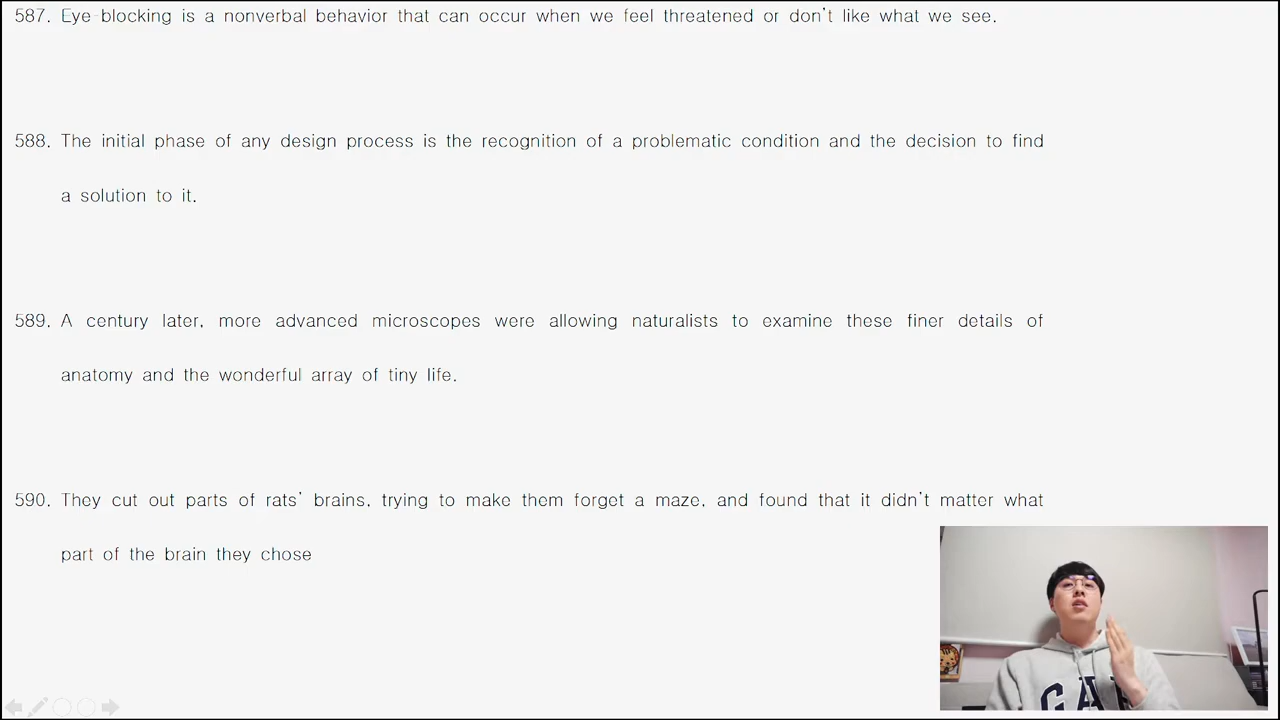 587. Eye-blocking is a nonverbal behavior that can occur when we feel threatened or don't like what we see.
588. The initial phase of any design process is the recognition of a problematic condition and the decision to find
a solution to it.
589. A century later, more advanced microscopes were allowing naturalists to examine these finer details of
anatomy and the wonderful array of tiny life.
590. They cut out parts of rats' brains, trying to make them forget a maze, and found that it didn't matter what
part of the brain they chose